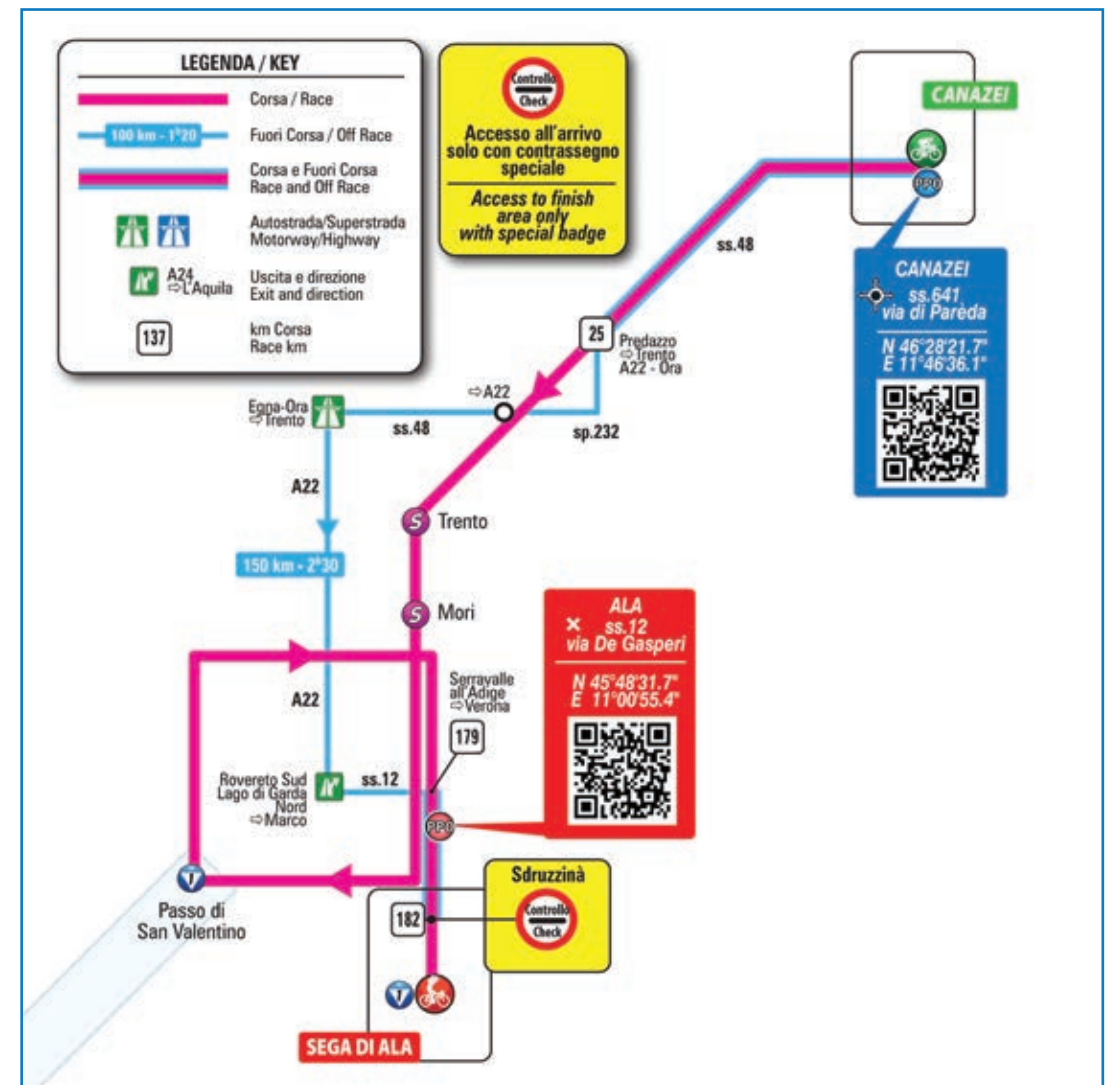 LEGENDA / KEY
Corsa / Race
100 km - 1h20
Fuori Corsa / Off Race
Corsa e Fuori Corsa
Race and Off Race
Autostrada/Superstrada
Motorway/Highway
A24
⇨L'Aquila
Uscita e direzione
Exit and direction
137
km Corsa
Race km
Controllo
Check
Accesso all'arrivo
solo con contrassegno
speciale
Access to finish
area only
with special badge
CANAZEI
PPO
ss.48
CANAZEI
ss.641
via di Parèda
N 46°28'21.7"
E 11°46'36.1"
25
Predazzo
⇨Trento
A22 - Ora
⇨A22
Egna-Ora
⇨Trento
ss.48
sp.232
A22
S
Trento
150 km - 2h30
S
Mori
ALA
ss.12
via De Gasperi
N 45°48'31.7"
E 11°00'55.4"
A22
Serravalle
all'Adige
⇨Verona
179
Rovereto Sud
Lago di Garda
Nord
⇨Marco
ss.12
PPO
1
Passo di
San Valentino
Sdruzzinà
Controllo
Check
182
1
SEGA DI ALA